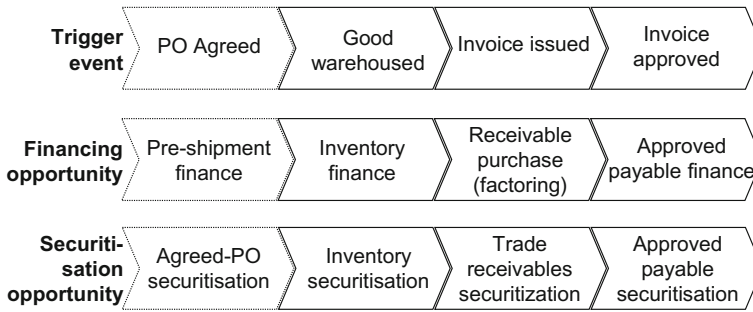 Trigger
event
PO Agreed
Good
warehoused
Invoice issued
Invoice
approved
Financing
opportunity
Pre-shipment
finance
Inventory
finance
Receivable
purchase
(factoring)
Approved
payable finance
Securiti-
sation
opportunity
Agreed-PO
securitisation
Inventory
securitisation
Trade
receivables
securitization
Approved
payable
securitisation